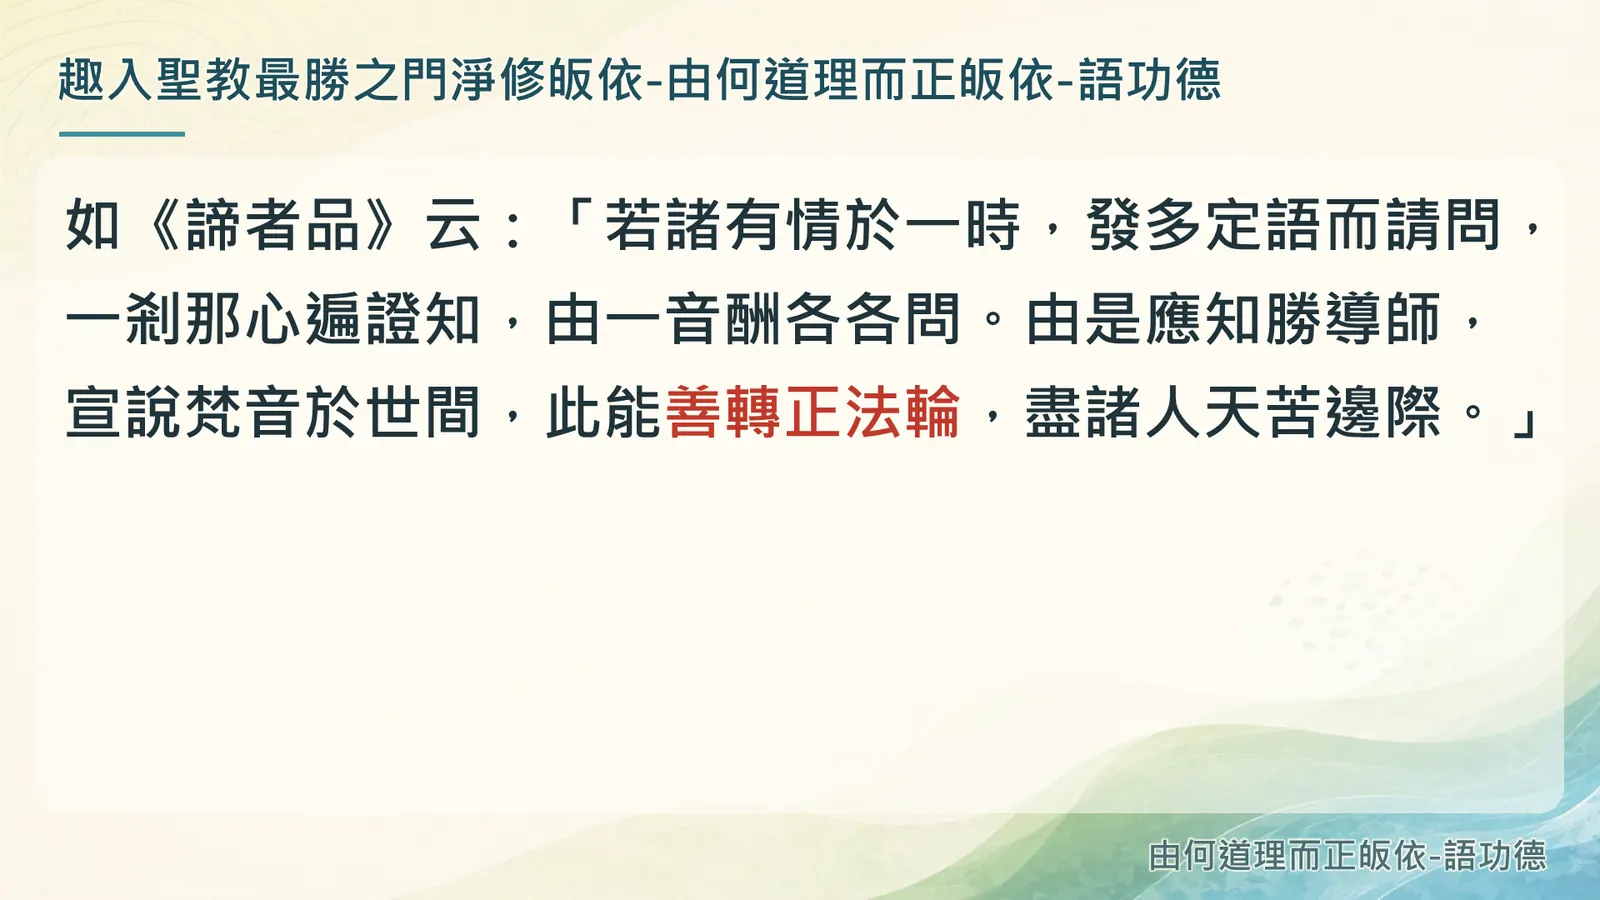 趣入聖教最勝之門淨修皈依-由何道理而正皈依-語功德
如《諦者品》云：「若諸有情於一時，發多定語而請問，
一剎那心遍證知，由一音酬各各問。由是應知勝導師，
宣說梵音於世間，此能善轉正法輪，盡諸人天苦邊際。」
由何道理而正皈依-語功德